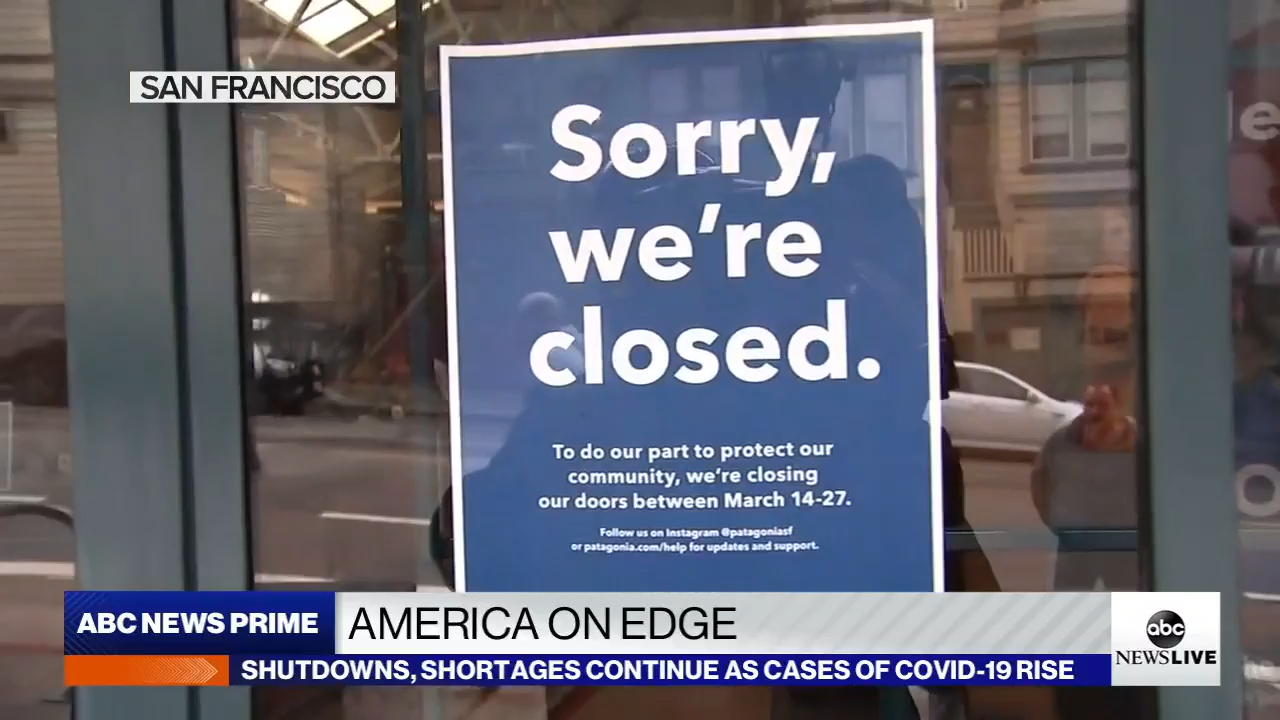 SAN FRANCISCO
Sorry,
we're
closed.
To do our part to protect our
community, we're closing
our doors between March 14-27.
Follow us on Instagram @patagoniasf
or patagonia.com/help for updates and support.
ABC NEWS PRIME
AMERICA ON EDGE
abc
NEWS LIVE
SHUTDOWNS, SHORTAGES CONTINUE AS CASES OF COVID-19 RISE